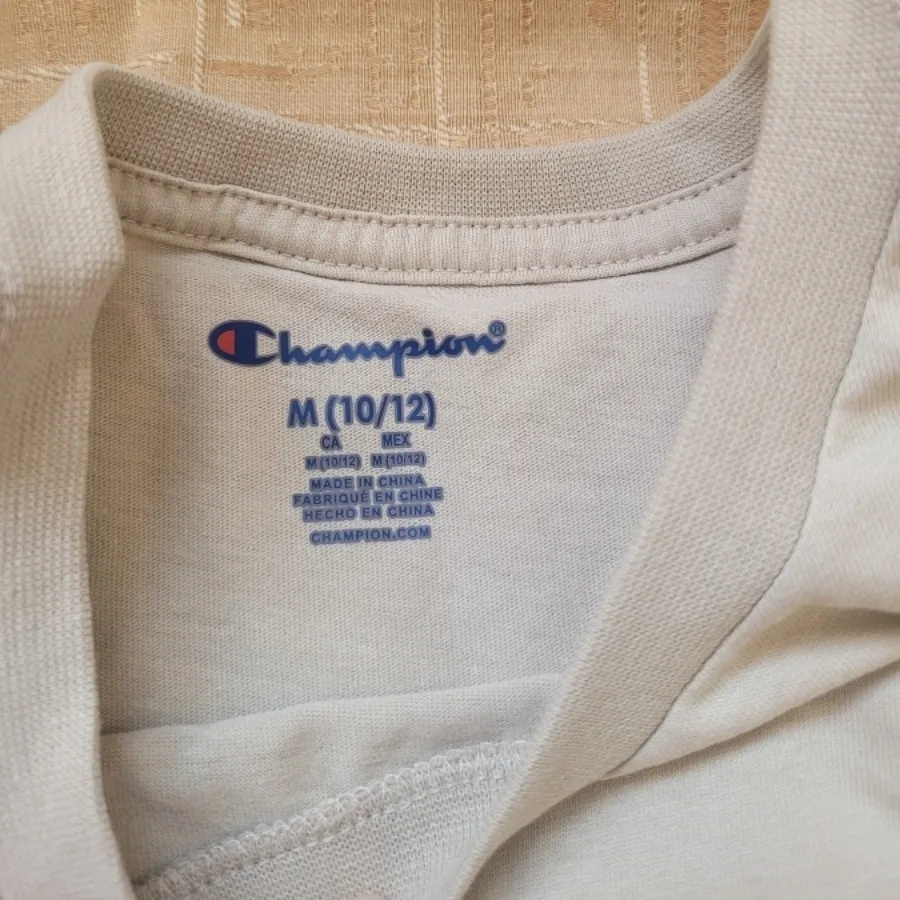 Champion®
M (10/12)
CA MEX
M (10/12) M (10/12)
MADE IN CHINA
FABRIQUÉ EN CHINE
HECHO EN CHINA
CHAMPION.COM